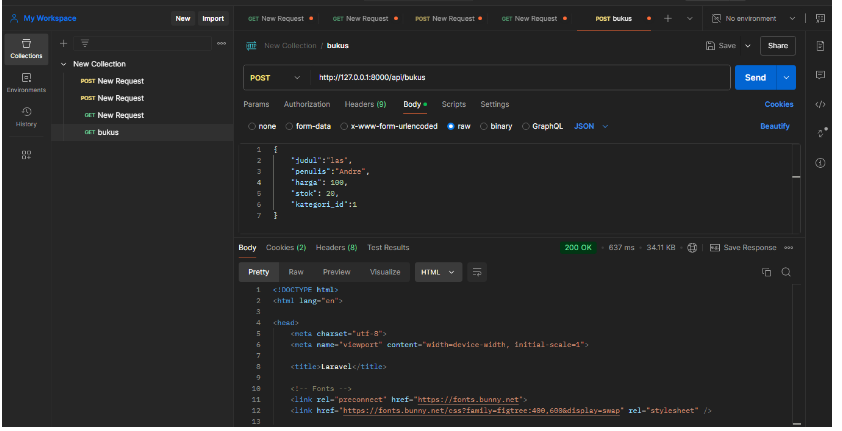 My Workspace
New
Import
GET New Request
GET New Request
POST New Request
GET New Request
POST bukus
No environment
Collections
Environments
History
New Collection
POST New Request
POST New Request
GET New Request
GET bukus
New Collection / bukus
Save
Share
POST
http://127.0.0.1:8000/api/bukus
Send
Params
Authorization
Headers (9)
Body
Scripts
Settings
Cookies
none
form-data
x-www-form-urlencoded
raw
binary
GraphQL
JSON
Beautify
1 {
2 "judul":"las",
3 "penulis":"Andre",
4 "harga": 100,
5 "stok": 20,
6 "kategori_id":1
7 }
Body
Cookies (2)
Headers (8)
Test Results
200 OK
637 ms
34.11 KB
Save Response
Pretty
Raw
Preview
Visualize
HTML
1 <!DOCTYPE html>
2 <html lang="en">
3
4 <head>
5 <meta charset="utf-8">
6 <meta name="viewport" content="width=device-width, initial-scale=1">
7
8 <title>Laravel</title>
9
10 <!-- Fonts -->
11 <link rel="preconnect" href="https://fonts.bunny.net">
12 <link href="https://fonts.bunny.net/css?family=figtree:400,600&display=swap" rel="stylesheet" />
13